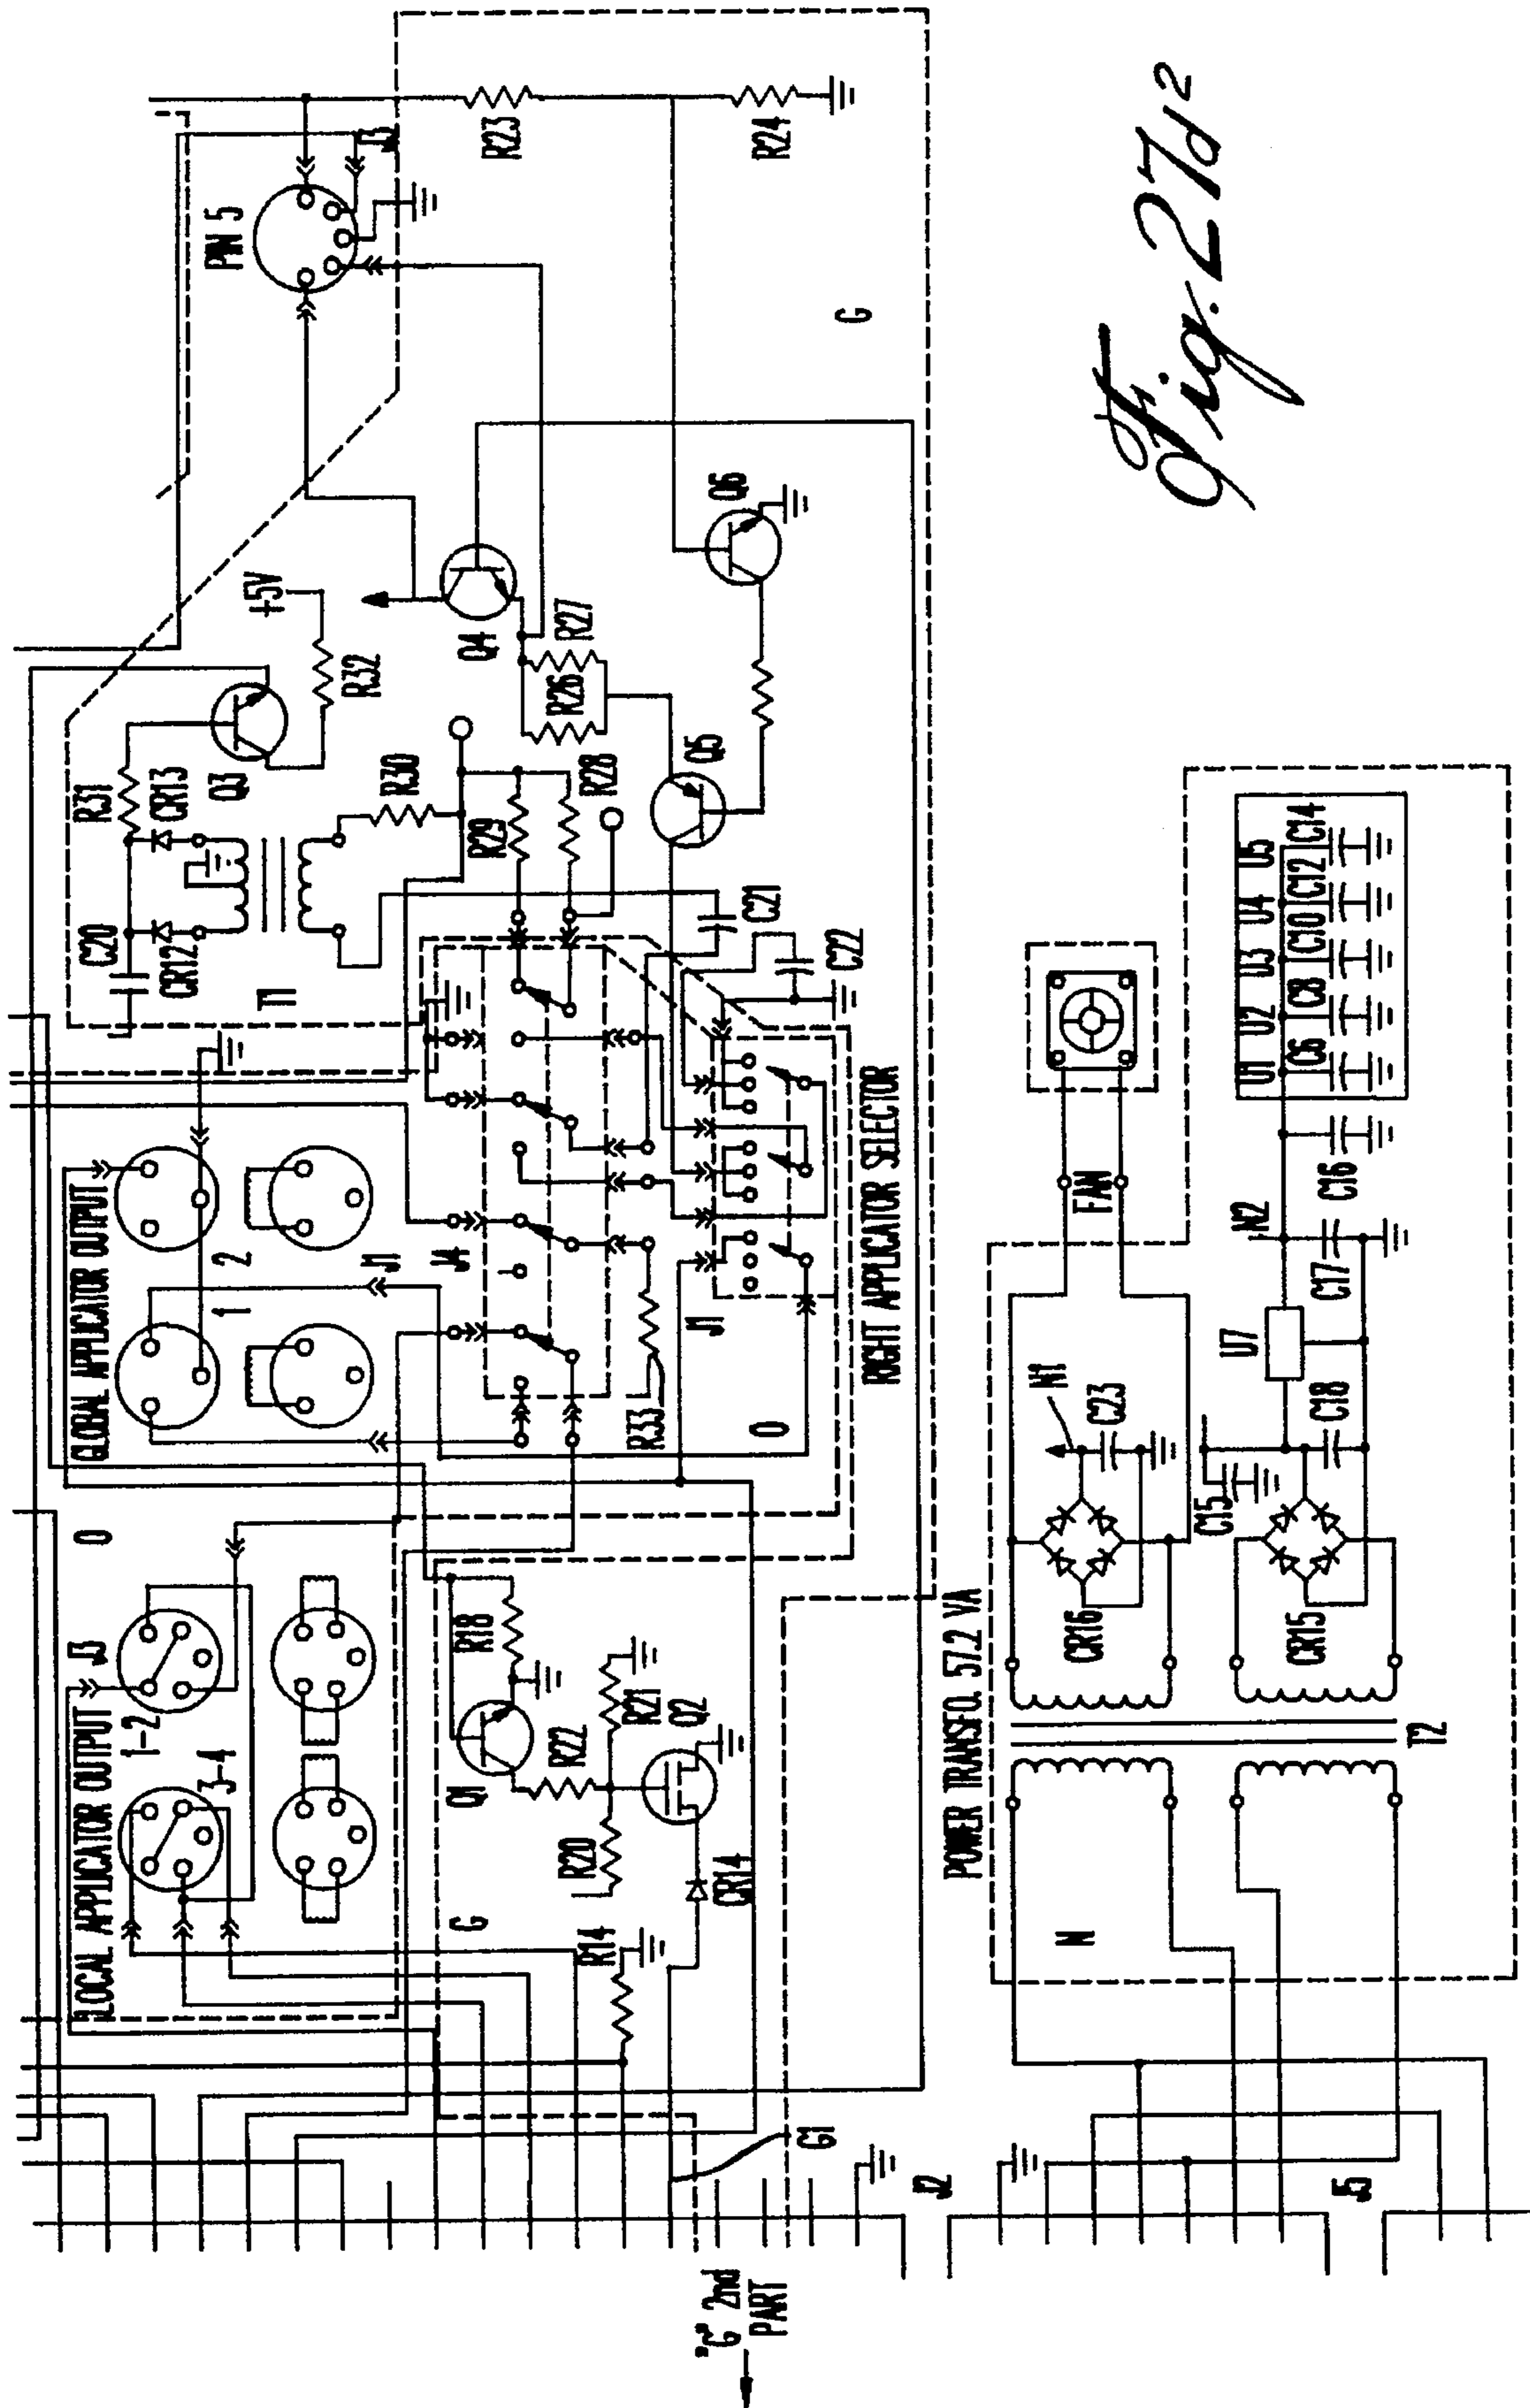 PIN 5
J3
R23
R24
G
+5V
R32
R31
CR13
Q3
C20
CR12
T1
R30
Q4
R27
R26
R29
R28
Q5
Q6
C21
C22
GLOBAL APPLICATOR OUTPUT
1
2
J1
J4
R33
J1
O
RIGHT APPLICATOR SELECTOR
O
LOCAL APPLICATOR OUTPUT
J3
1-2
3-4
G
Q1
R18
R22
R21
R20
Q2
CR14
R14
G1
"G" 2nd
PART
J2
J5
POWER TRANSFO. 57.2 VA
N
T2
CR16
N1
C23
FAN
CR15
C15
C18
U7
C17
N2
C16
U1 U2 U3 U4 U5
C6 C8 C10 C12 C14
Fig. 27d²